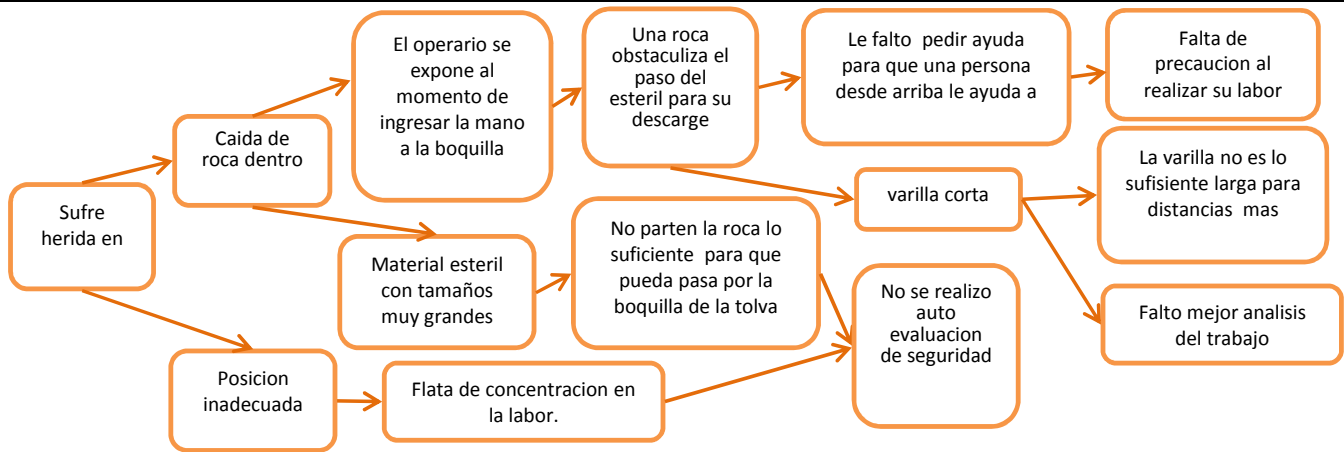 Sufre
herida en
Caida de
roca dentro
El operario se
expone al
momento de
ingresar la mano
a la boquilla
Una roca
obstaculiza el
paso del
esteril para su
descarge
Le falto pedir ayuda
para que una persona
desde arriba le ayuda a
Falta de
precaucion al
realizar su labor
varilla corta
La varilla no es lo
sufisiente larga para
distancias mas
Falto mejor analisis
del trabajo
Material esteril
con tamaños
muy grandes
No parten la roca lo
suficiente para que
pueda pasa por la
boquilla de la tolva
No se realizo
auto
evaluacion
de seguridad
Posicion
inadecuada
Flata de concentracion en
la labor.